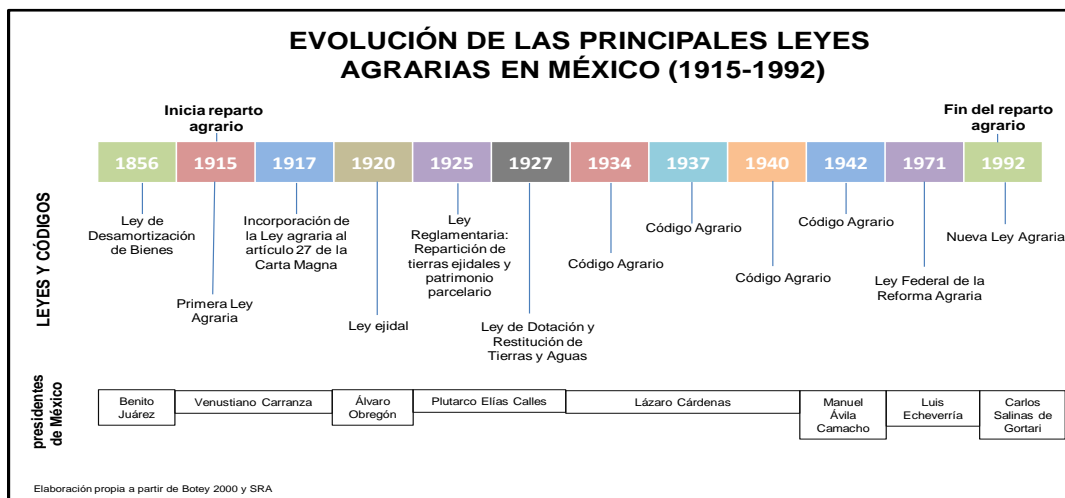 EVOLUCIÓN DE LAS PRINCIPALES LEYES
AGRARIAS EN MÉXICO (1915-1992)
Inicia reparto
agrario
Fin del reparto
agrario
1856
1915
1917
1920
1925
1927
1934
1937
1940
1942
1971
1992
LEYES Y CÓDIGOS
Ley de
Desamortización
de Bienes
Primera Ley
Agraria
Incorporación de
la Ley agraria al
artículo 27 de la
Carta Magna
Ley ejidal
Ley
Reglamentaria:
Repartición de
tierras ejidales y
patrimonio
parcelario
Ley de Dotación y
Restitución de
Tierras y Aguas
Código Agrario
Código Agrario
Código Agrario
Código Agrario
Ley Federal de la
Reforma Agraria
Nueva Ley Agraria
presidentes
de México
Benito
Juárez
Venustiano Carranza
Álvaro
Obregón
Plutarco Elías Calles
Lázaro Cárdenas
Manuel
Ávila
Camacho
Luis
Echeverría
Carlos
Salinas de
Gortari
Elaboración propia a partir de Botey 2000 y SRA